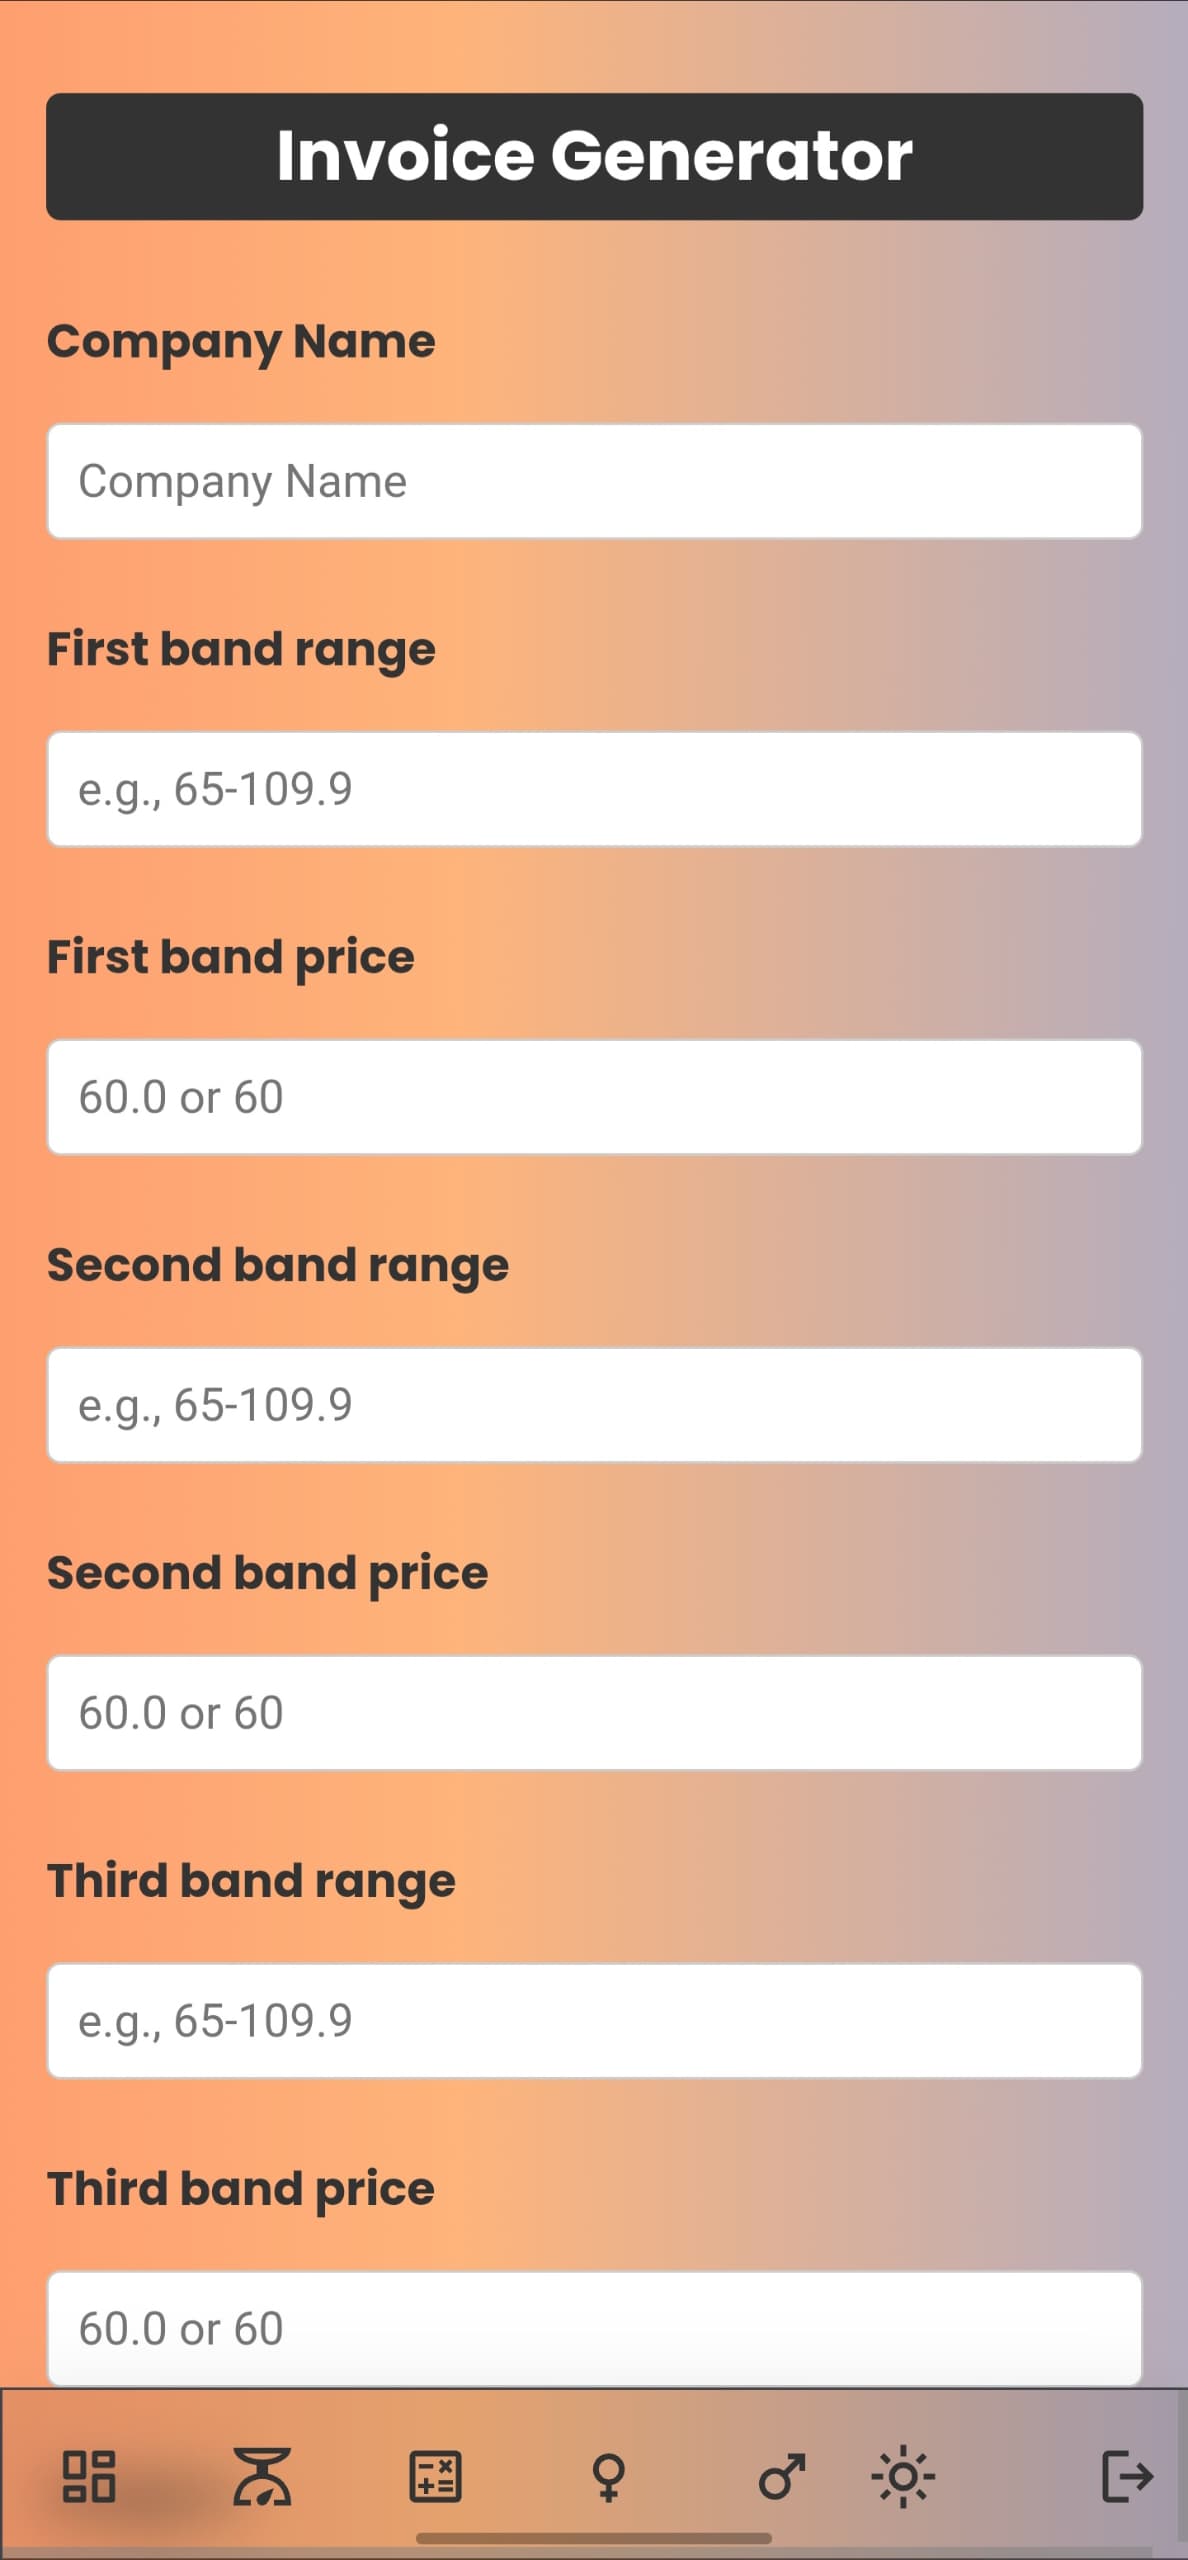 Invoice Generator
Company Name
Company Name
First band range
e.g., 65-109.9
First band price
60.0 or 60
Second band range
e.g., 65-109.9
Second band price
60.0 or 60
Third band range
e.g., 65-109.9
Third band price
60.0 or 60